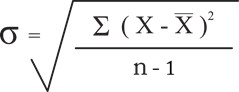 σ = √ Σ ( X - X̅ )²
n - 1